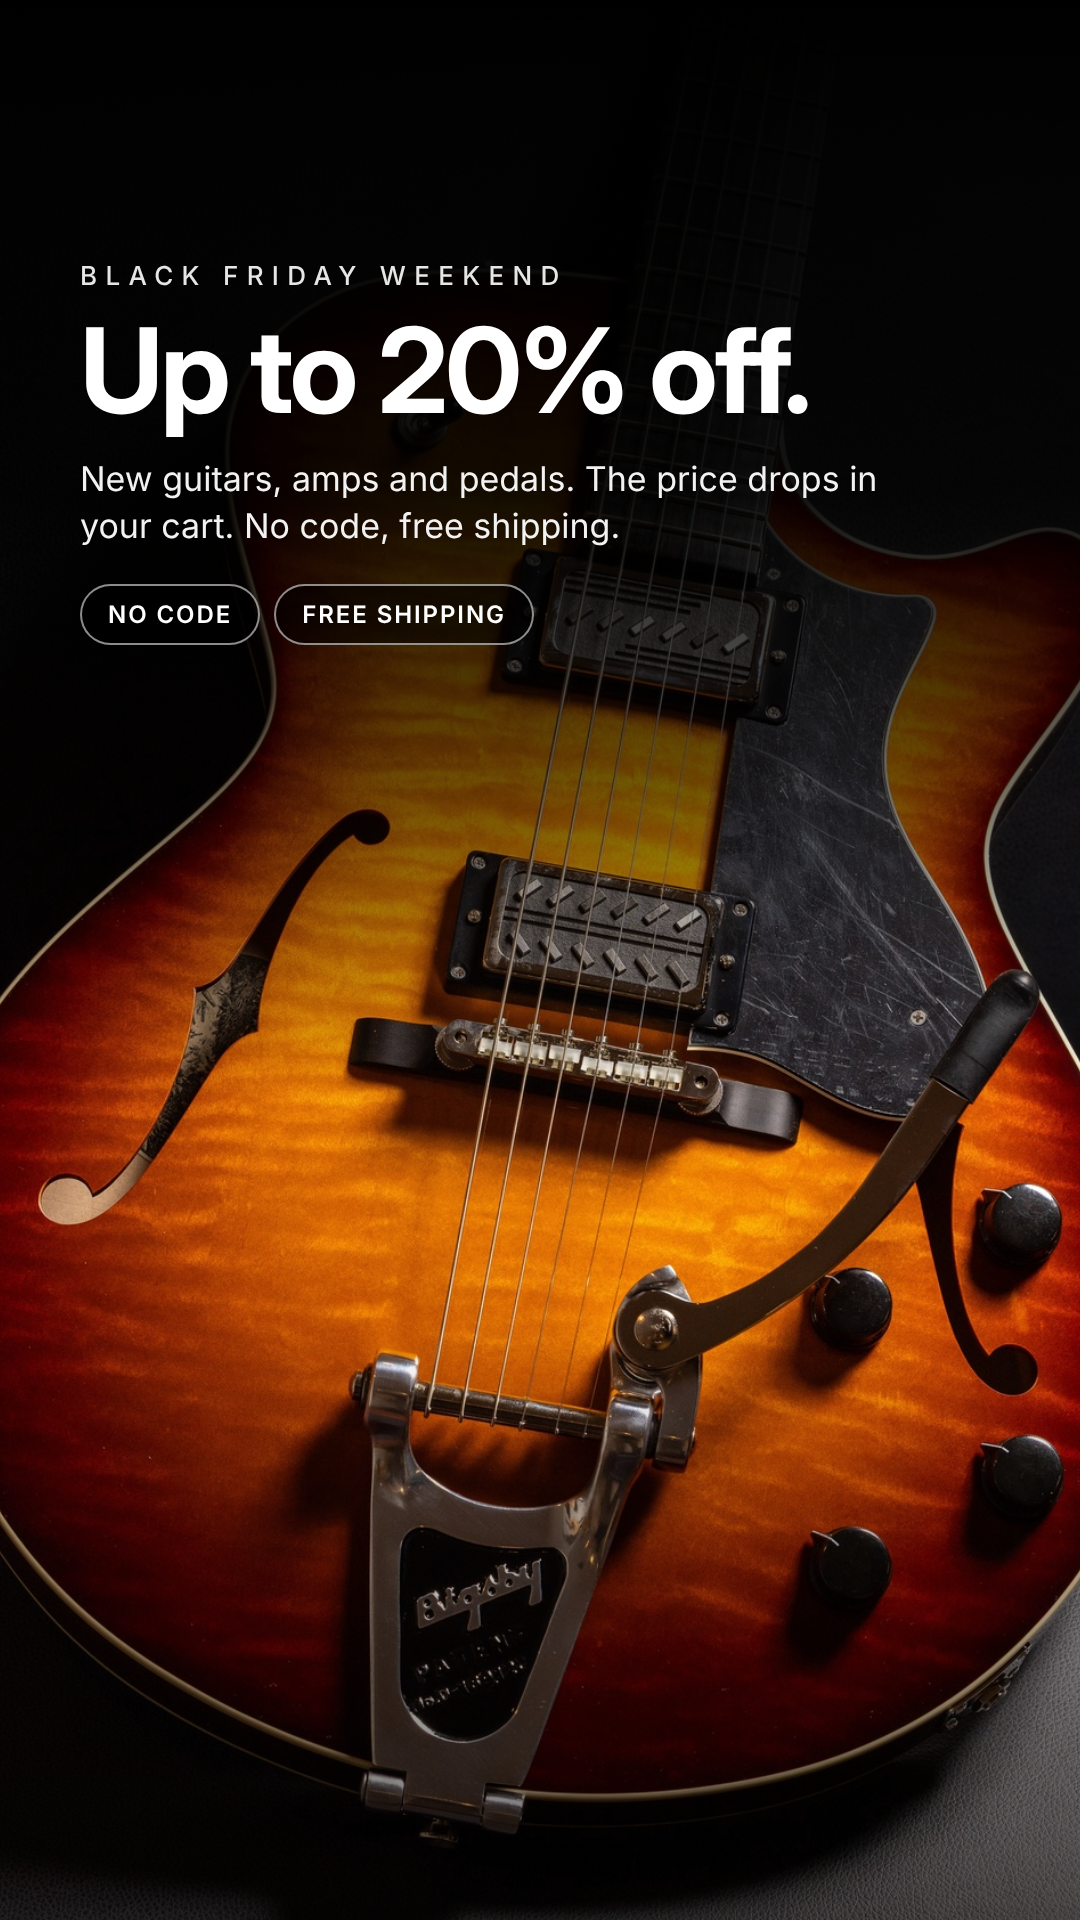 BLACK FRIDAY WEEKEND
Up to 20% off.
New guitars, amps and pedals. The price drops in
your cart. No code, free shipping.
NO CODE
FREE SHIPPING
Bigsby